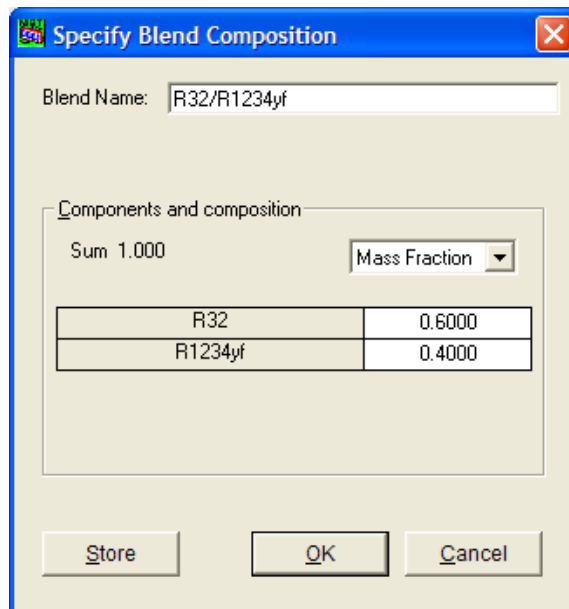 Specify Blend Composition
Blend Name: R32/R1234yf
Components and composition
Sum 1.000 Mass Fraction
R32 0.6000
R1234yf 0.4000
Store OK Cancel